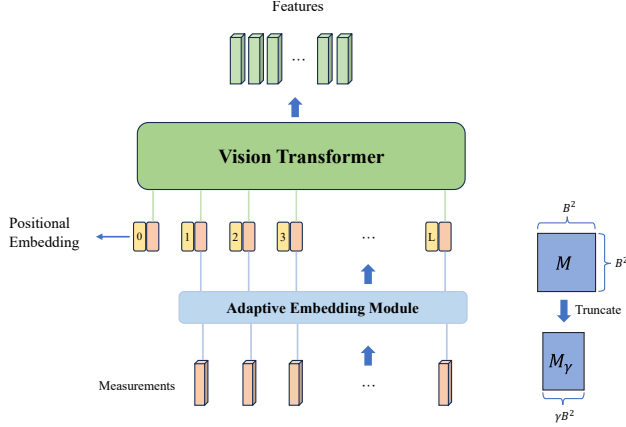 Features
...
Vision Transformer
Positional
Embedding
0 1 2 3 ... L
Adaptive Embedding Module
Measurements
...
B²
M
B²
Truncate
M_γ
γB²